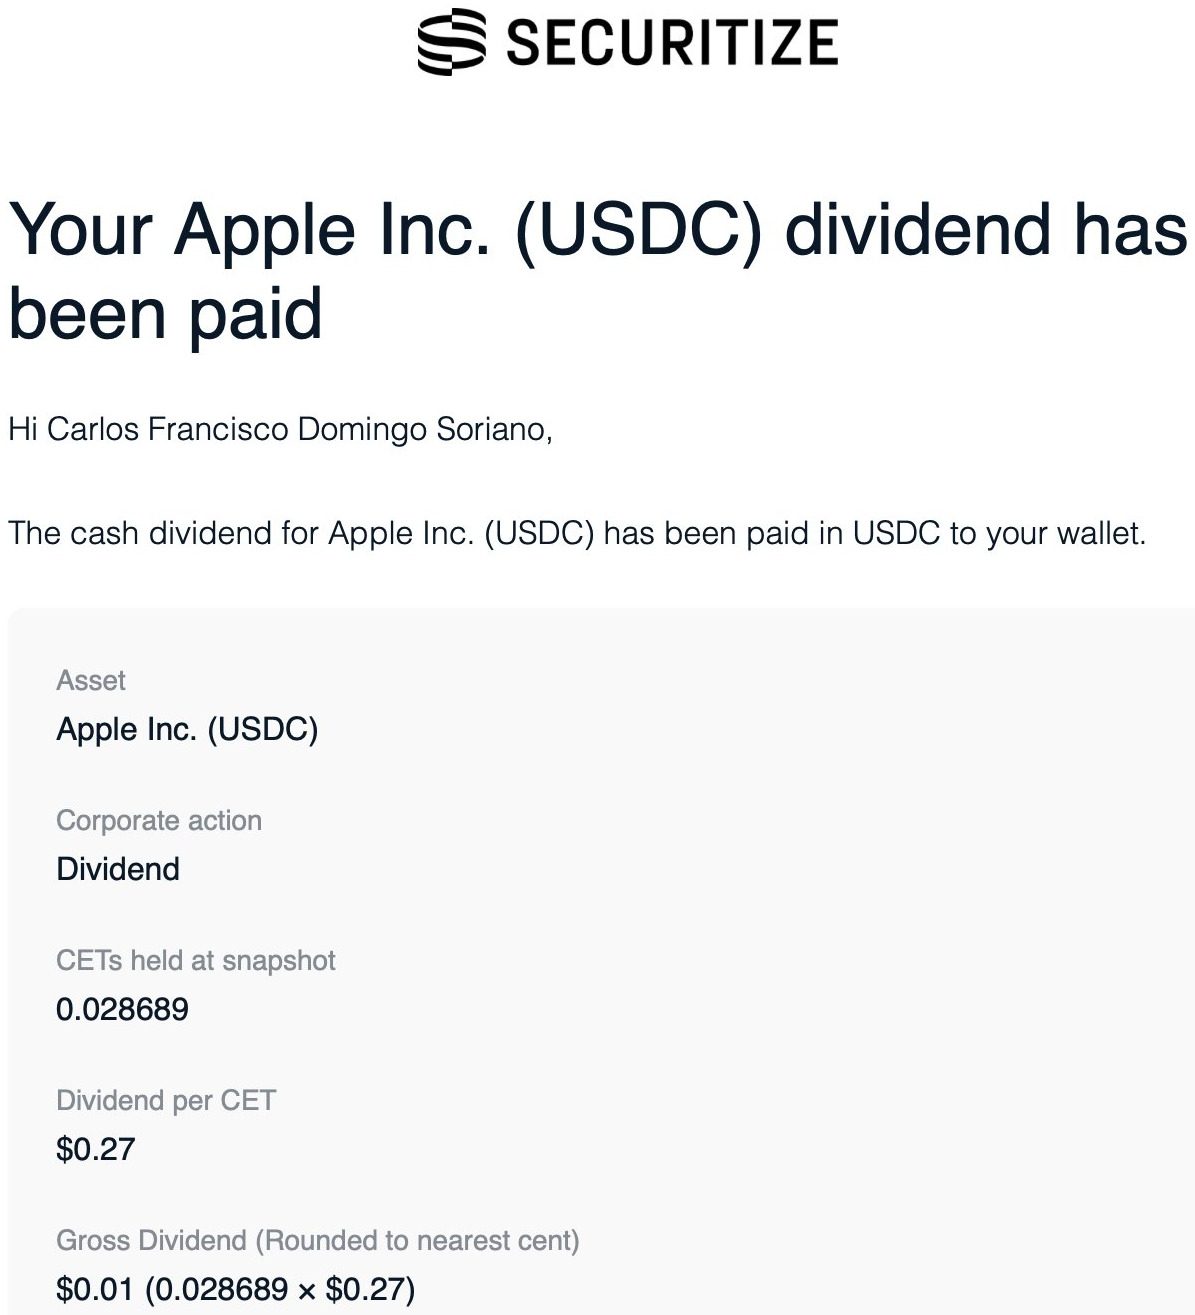 SECURITIZE
Your Apple Inc. (USDC) dividend has
been paid
Hi Carlos Francisco Domingo Soriano,
The cash dividend for Apple Inc. (USDC) has been paid in USDC to your wallet.
Asset
Apple Inc. (USDC)
Corporate action
Dividend
CETs held at snapshot
0.028689
Dividend per CET
$0.27
Gross Dividend (Rounded to nearest cent)
$0.01 (0.028689 × $0.27)